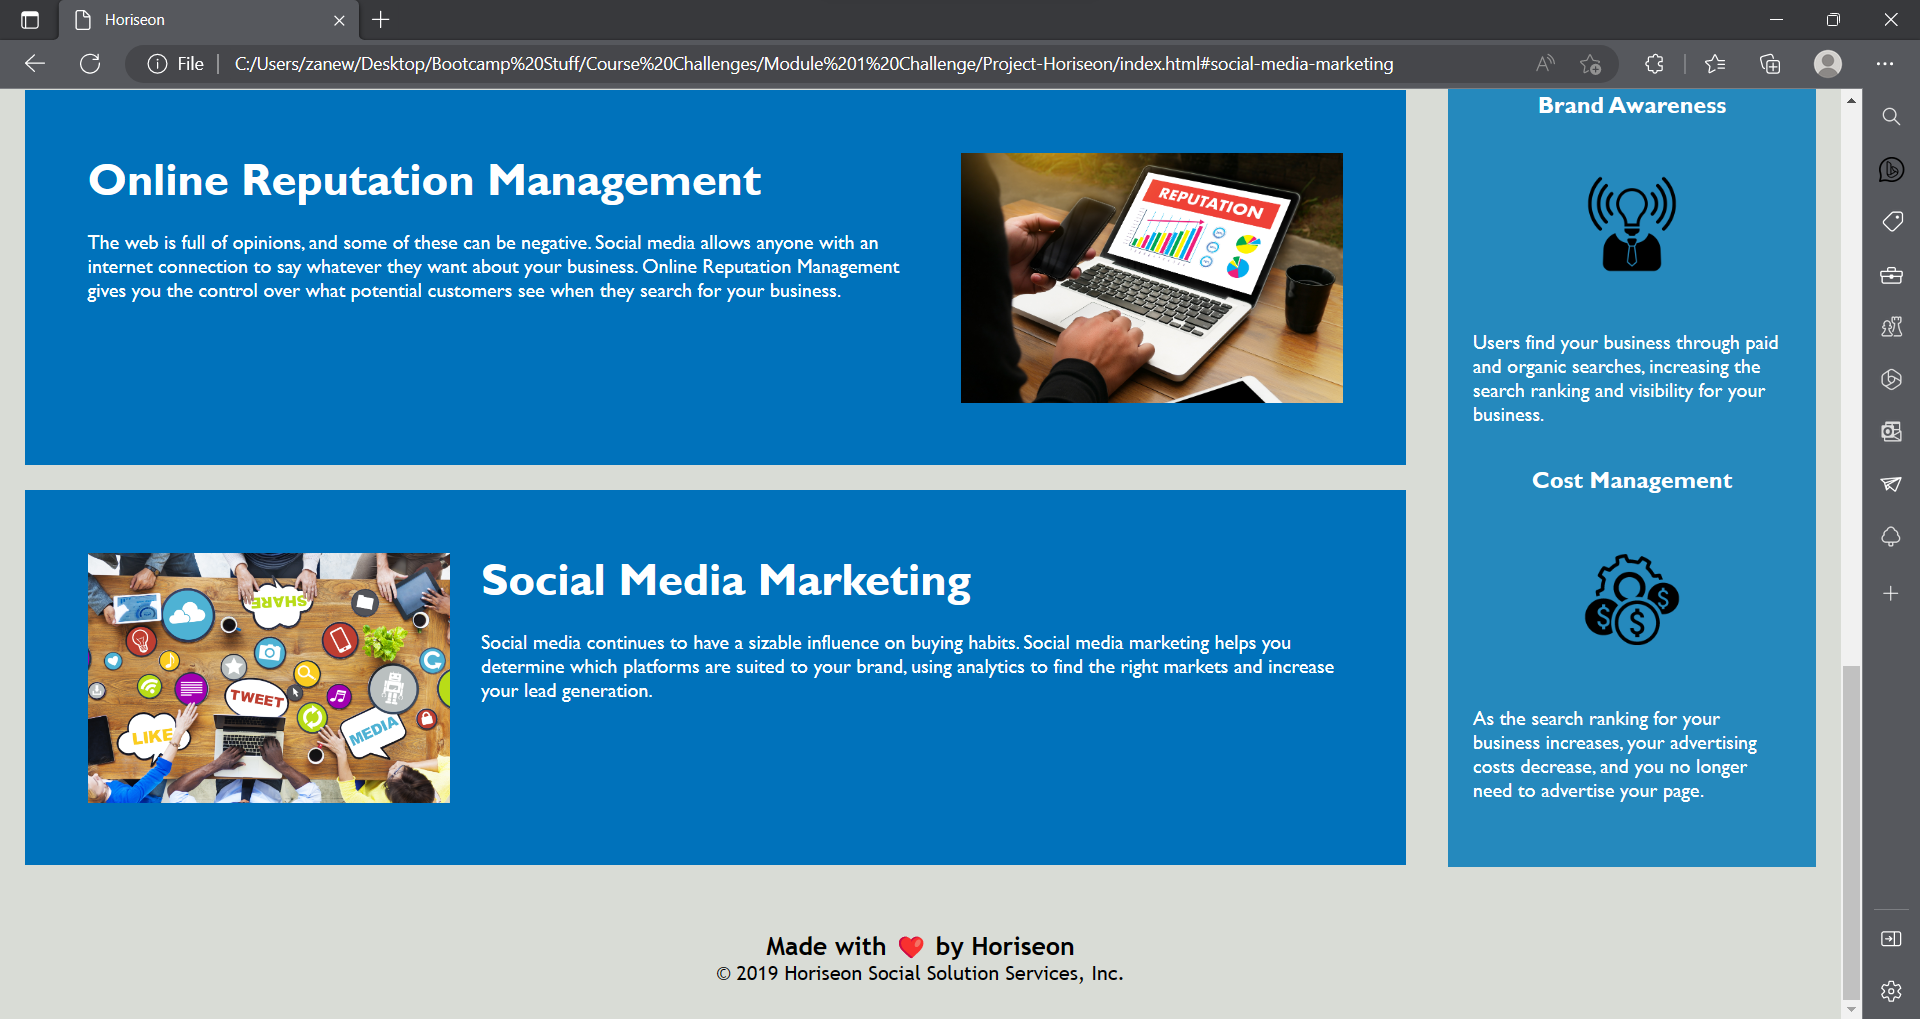 Horiseon
File
C:/Users/zanew/Desktop/Bootcamp%20Stuff/Course%20Challenges/Module%201%20Challenge/Project-Horiseon/index.html#social-media-marketing
Online Reputation Management
The web is full of opinions, and some of these can be negative. Social media allows anyone with an
internet connection to say whatever they want about your business. Online Reputation Management
gives you the control over what potential customers see when they search for your business.
REPUTATION
Social Media Marketing
Social media continues to have a sizable influence on buying habits. Social media marketing helps you
determine which platforms are suited to your brand, using analytics to find the right markets and increase
your lead generation.
SHARE
TWEET
LIKE
MEDIA
Brand Awareness
Users find your business through paid
and organic searches, increasing the
search ranking and visibility for your
business.
Cost Management
As the search ranking for your
business increases, your advertising
costs decrease, and you no longer
need to advertise your page.
Made with ❤️ by Horiseon
© 2019 Horiseon Social Solution Services, Inc.